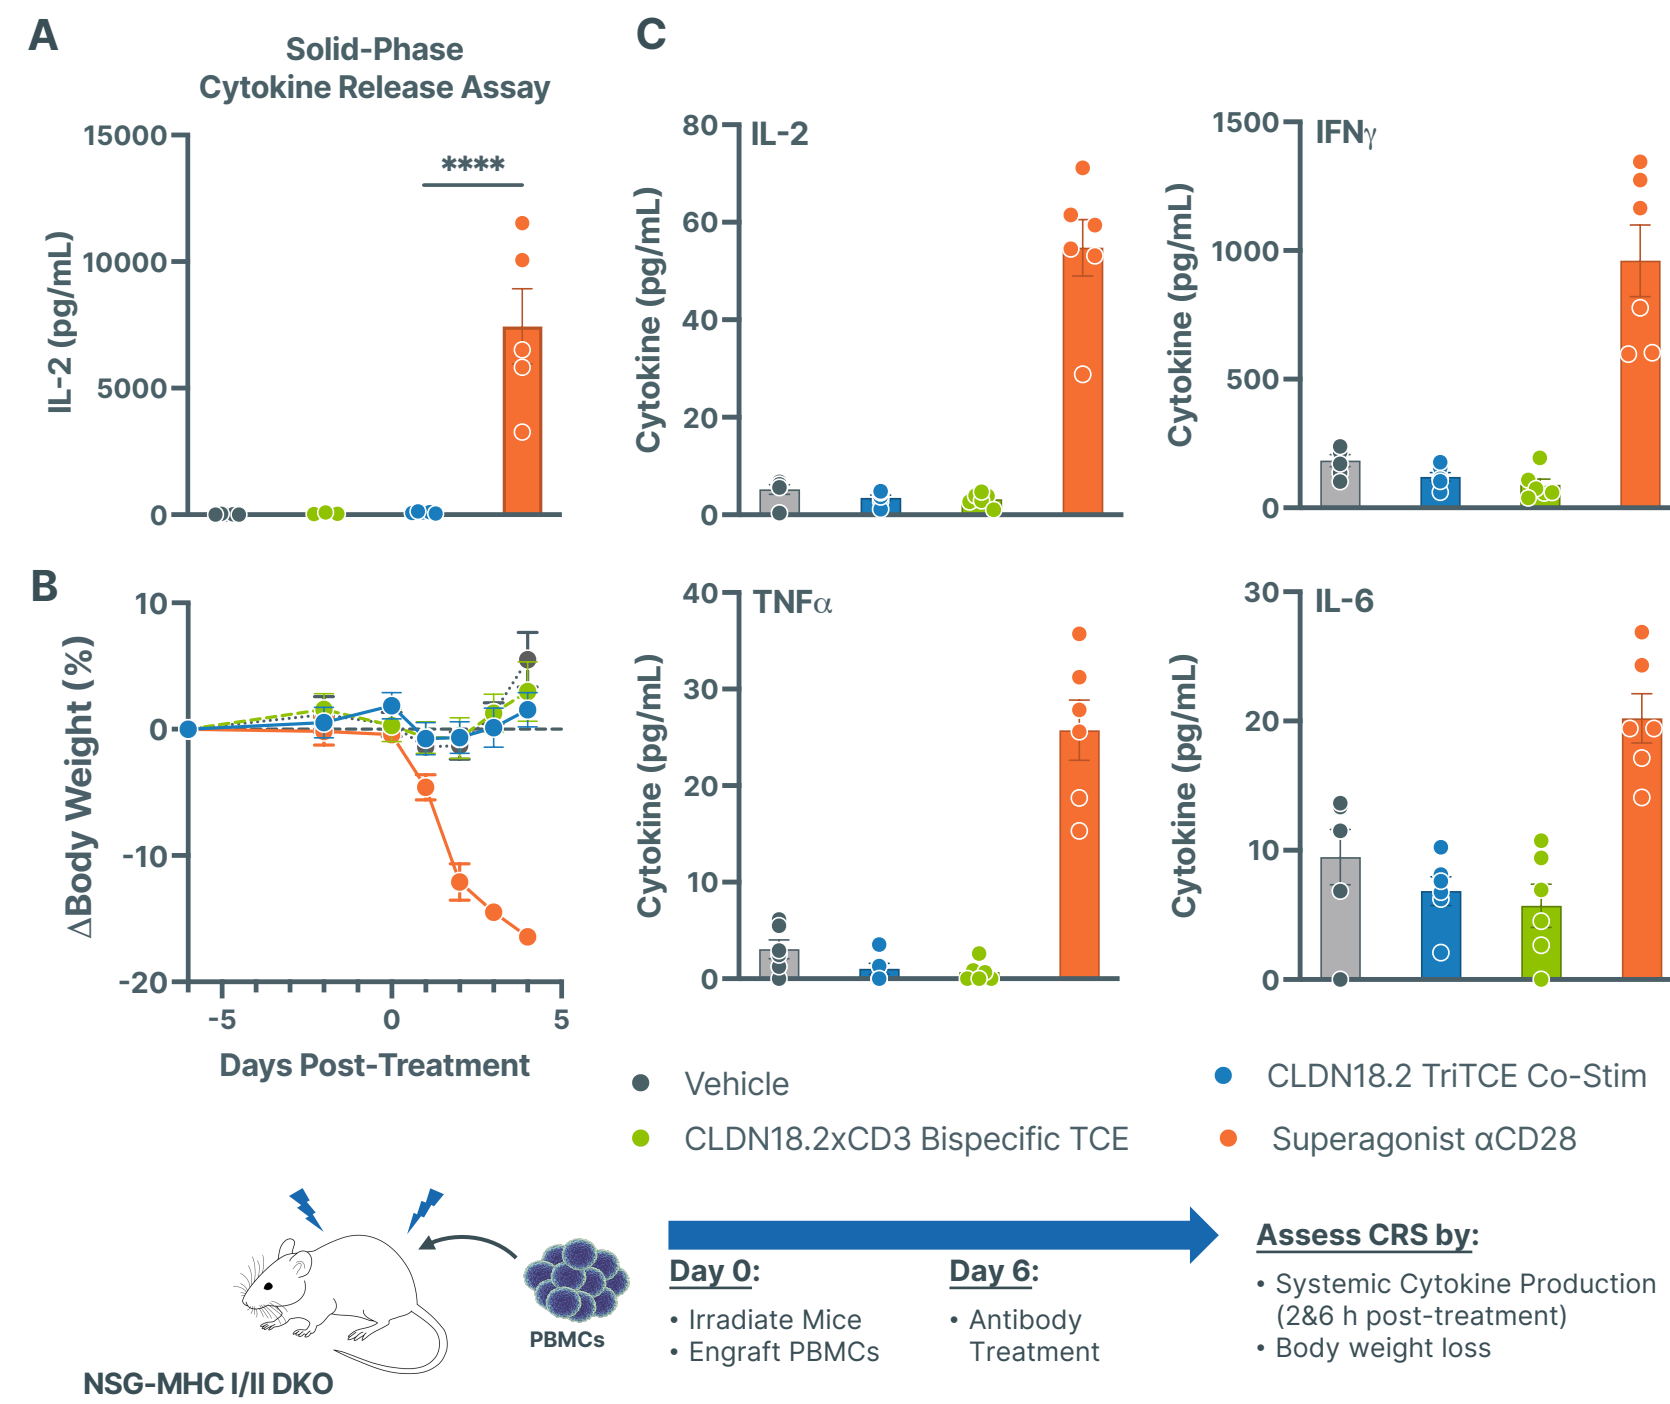 A
Solid-Phase
Cytokine Release Assay
15000
10000
5000
0
IL-2 (pg/mL)
****
B
10
0
-10
-20
ΔBody Weight (%)
-5
0
5
Days Post-Treatment
C
80
60
40
20
0
Cytokine (pg/mL)
IL-2
1500
1000
500
0
Cytokine (pg/mL)
IFNγ
40
30
20
10
0
Cytokine (pg/mL)
TNFα
30
20
10
0
Cytokine (pg/mL)
IL-6
Vehicle
CLDN18.2 TriTCE Co-Stim
CLDN18.2xCD3 Bispecific TCE
Superagonist αCD28
PBMCs
NSG-MHC I/II DKO
Day 0:
• Irradiate Mice
• Engraft PBMCs
Day 6:
• Antibody
Treatment
Assess CRS by:
• Systemic Cytokine Production
(2&6 h post-treatment)
• Body weight loss